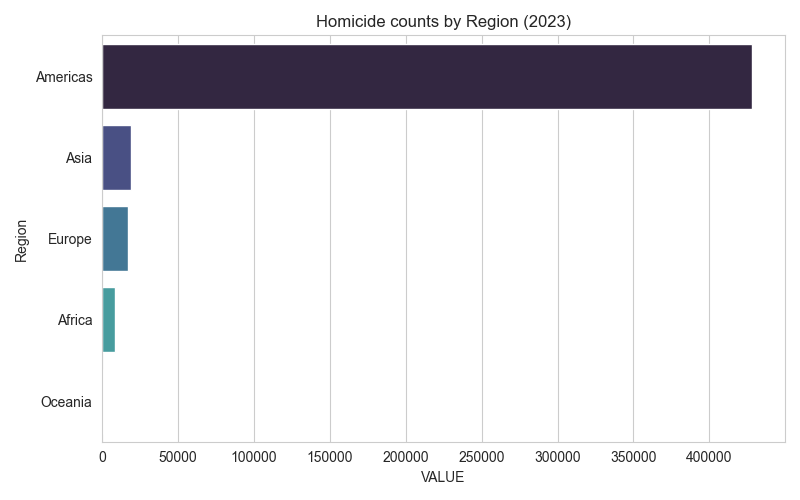 Homicide counts by Region (2023)
Americas
Asia
Europe
Africa
Oceania
Region
0 50000 100000 150000 200000 250000 300000 350000 400000
VALUE